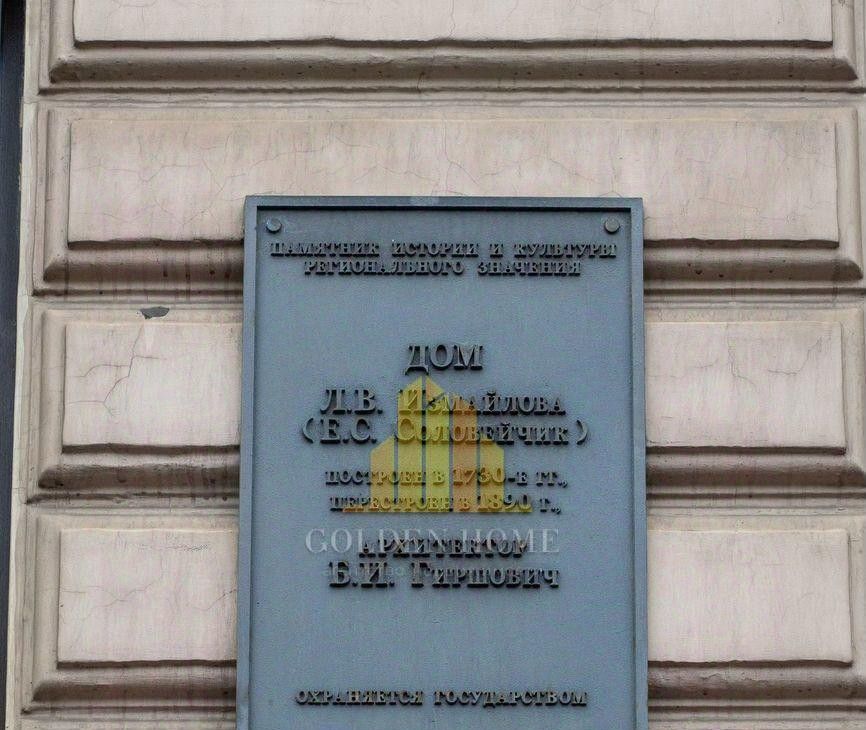 ПАМЯТНИК ИСТОРИИ И КУЛЬТУРЫ
РЕГИОНАЛЬНОГО ЗНАЧЕНИЯ
ДОМ
Л.В. ИЗМАЙЛОВА
(Е.С. СОЛОВЕЙЧИК)
ПОСТРОЕН В 1730-Е ГГ.,
ПЕРЕСТРОЕН В 1890 Г.,
GOLDEN HOME
АРХИТЕКТОР
Б.И. ГИРШОВИЧ
ОХРАНЯЕТСЯ ГОСУДАРСТВОМ